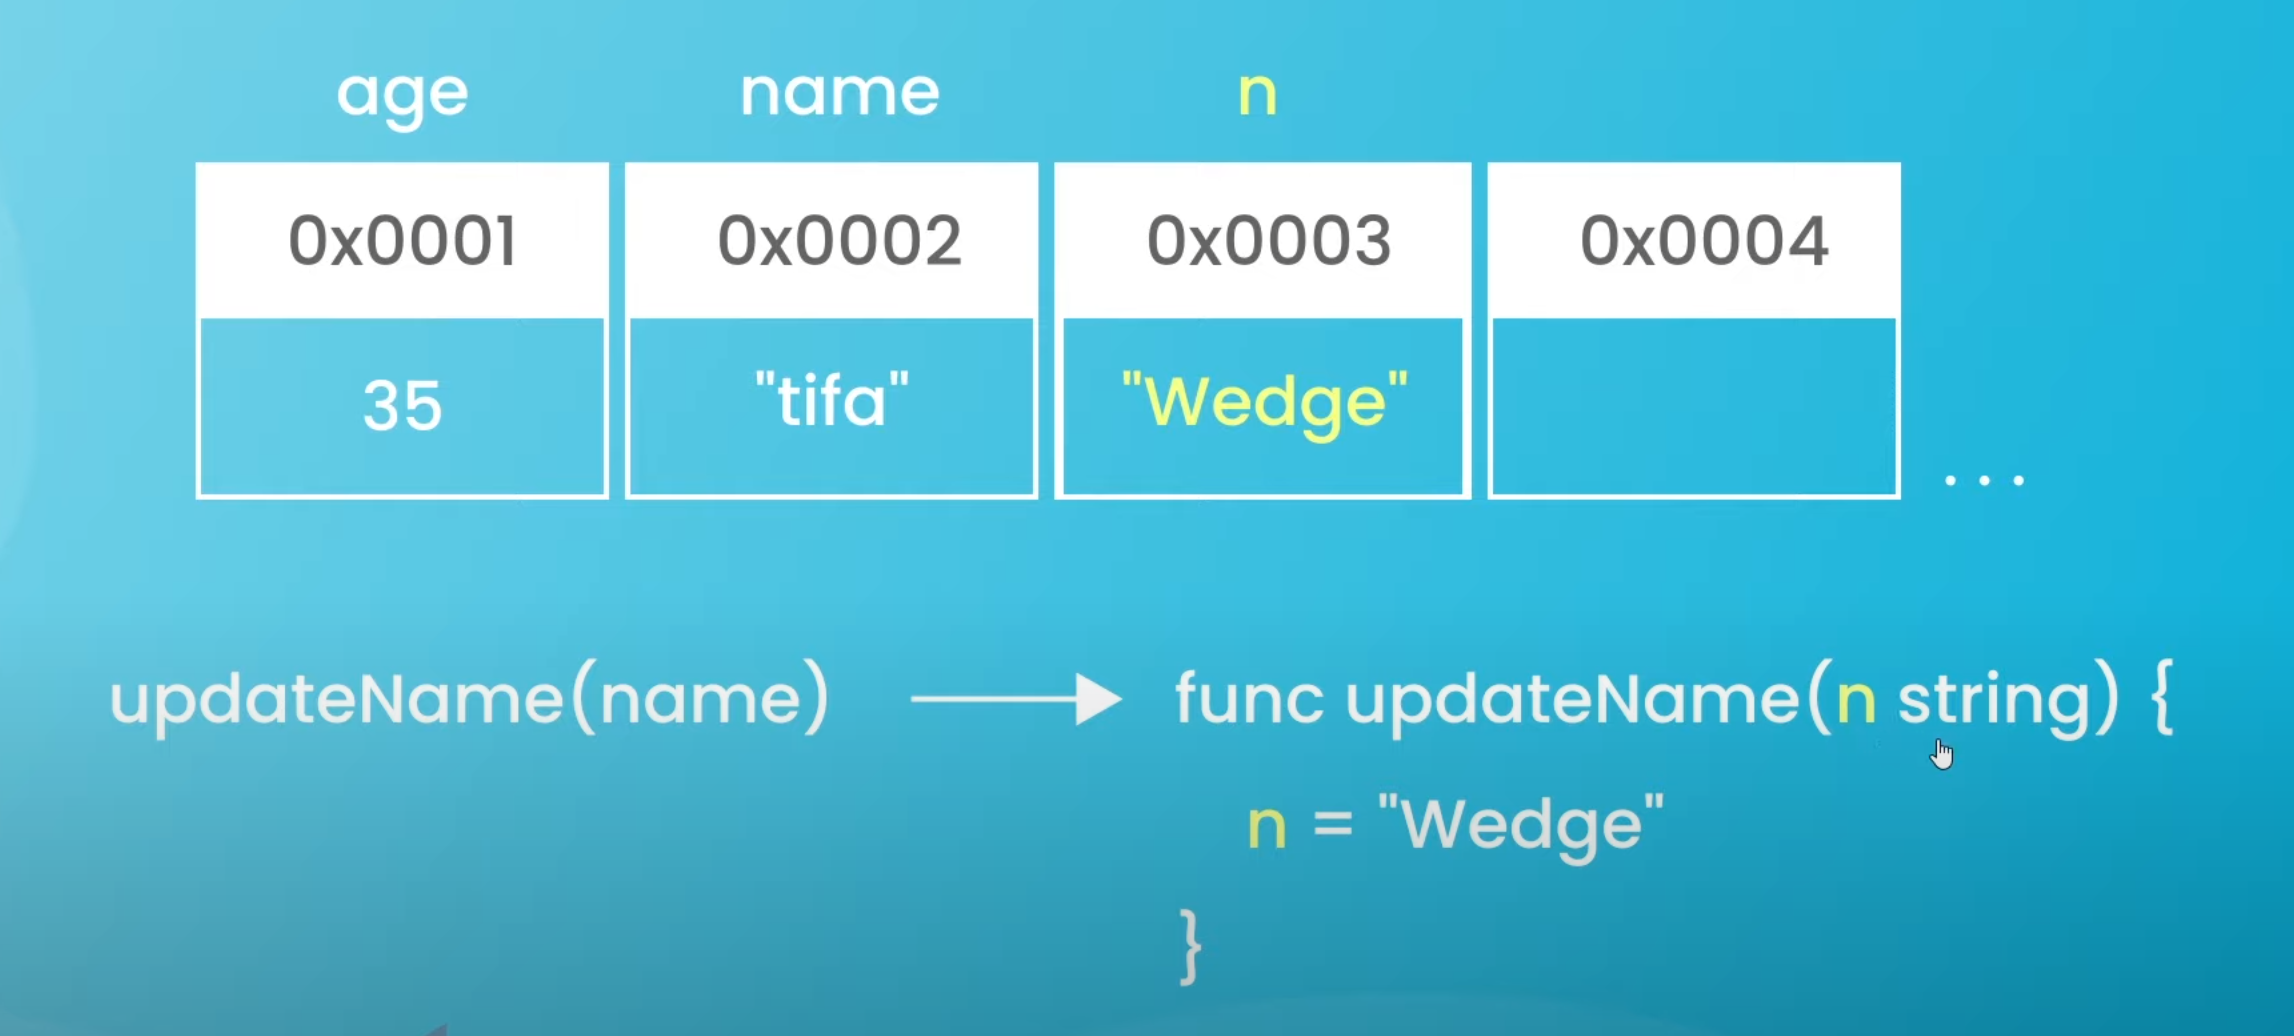 age name n
0x0001 0x0002 0x0003 0x0004
35 "tifa" "Wedge" ...
updateName(name) func updateName(n string) {
n = "Wedge"
}